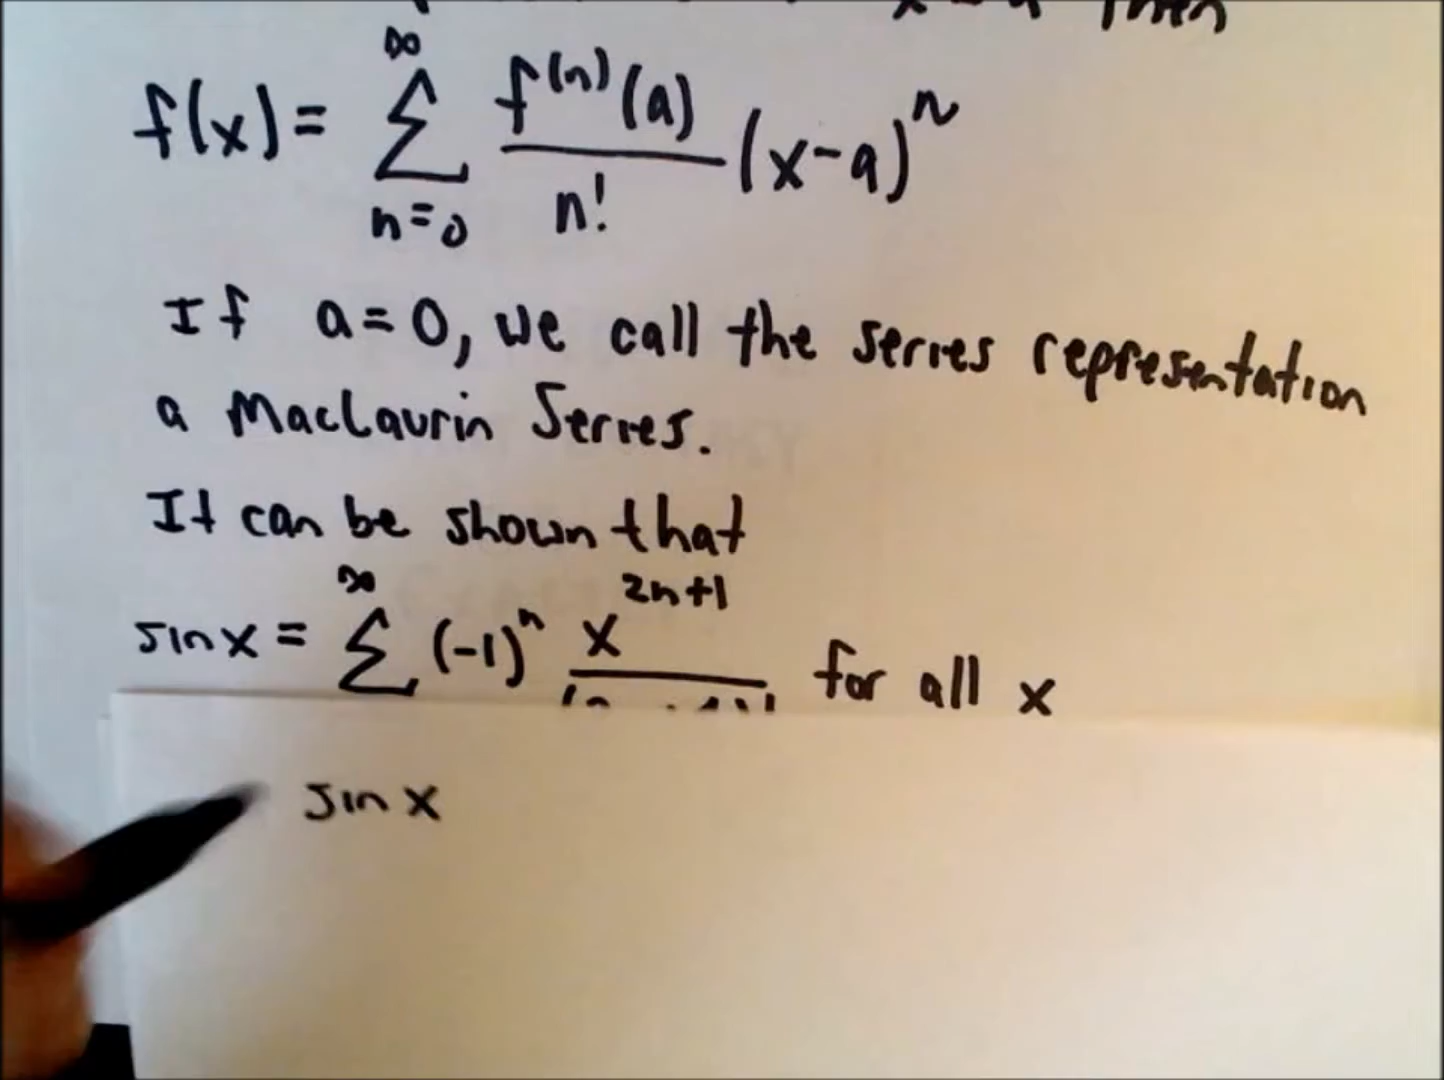 then
f(x) = ∞ Σ n=0 f^(n)(a) / n! (x-a)^n
If a=0, we call the series representation
a Maclaurin Series.
It can be shown that
sin x = ∞ Σ (-1)^n x^2n+1 for all x
sin x